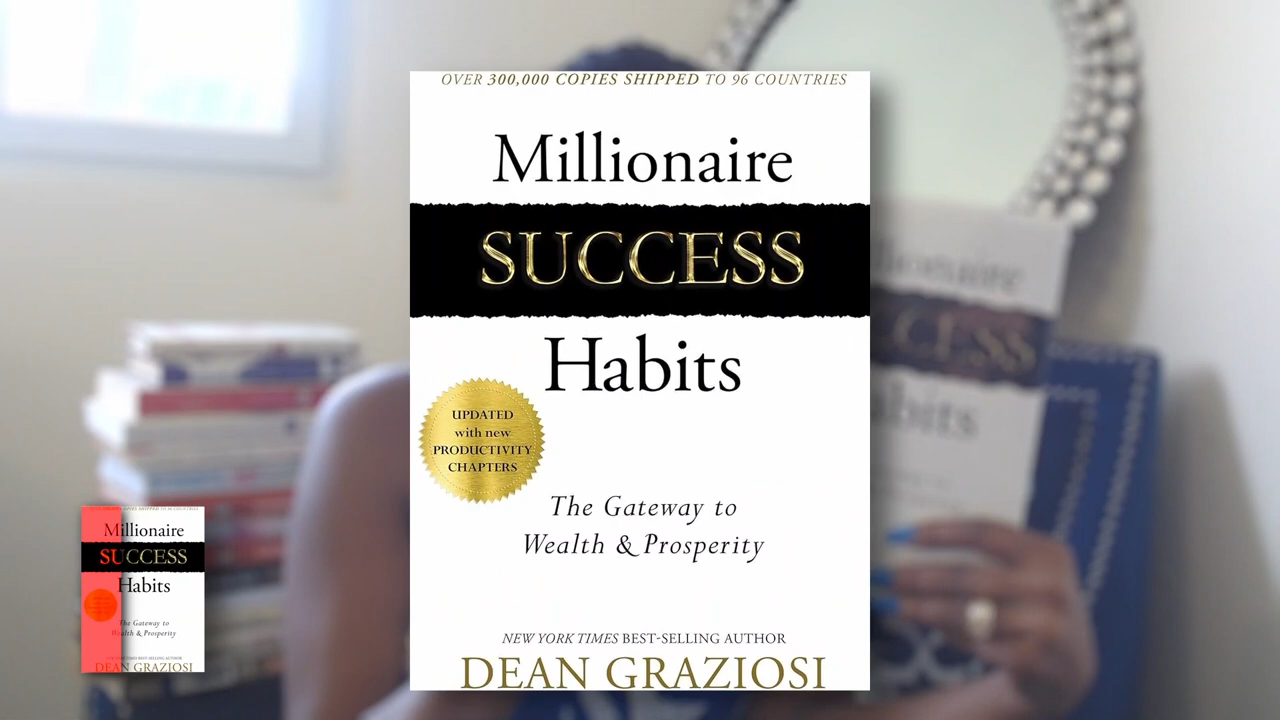 OVER 300,000 COPIES SHIPPED TO 96 COUNTRIES
Millionaire
SUCCESS
Habits
UPDATED
with new
PRODUCTIVITY
CHAPTERS
The Gateway to
Wealth & Prosperity
NEW YORK TIMES BEST-SELLING AUTHOR
DEAN GRAZIOSI
Millionaire
SUCCESS
Habits
The Gateway to
Wealth & Prosperity
DEAN GRAZIOSI